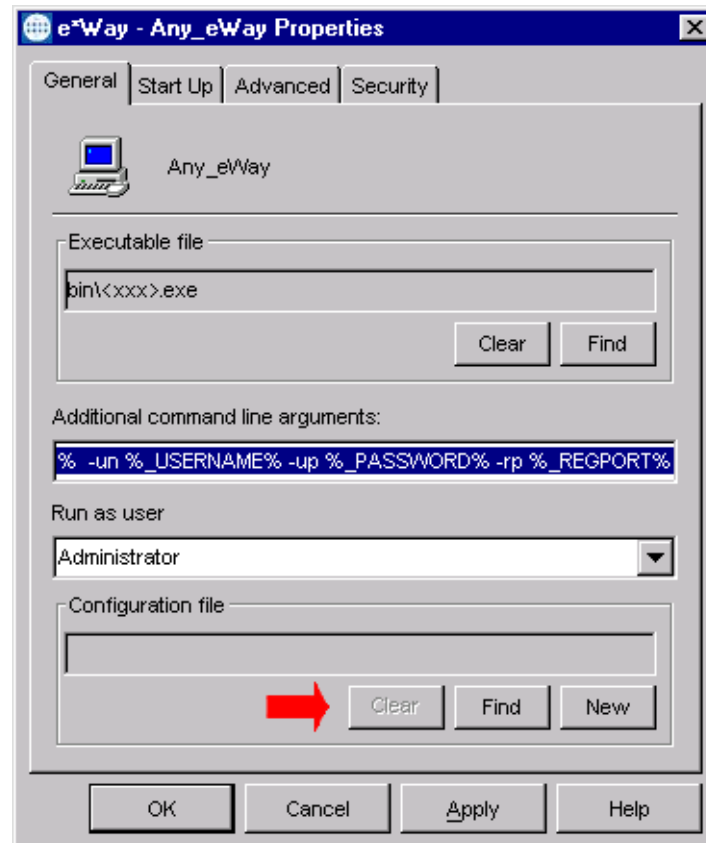 e*Way - Any_eWay Properties
General Start Up Advanced Security
Any_eWay
Executable file
bin\<xxx>.exe
Clear Find
Additional command line arguments:
% -un %_USERNAME% -up %_PASSWORD% -rp %_REGPORT%
Run as user
Administrator
Configuration file
Clear Find New
OK Cancel Apply Help